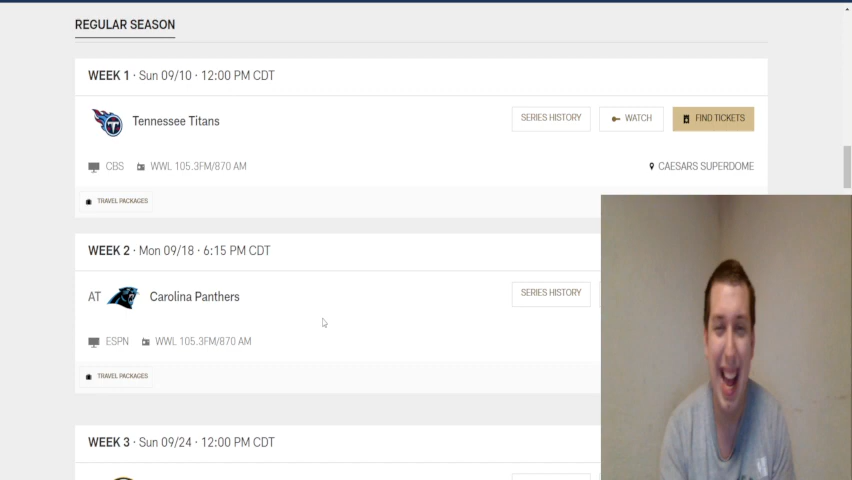 REGULAR SEASON
WEEK 1 · Sun 09/10 · 12:00 PM CDT
Tennessee Titans
SERIES HISTORY
WATCH
FIND TICKETS
CBS
WWL 105.3FM/870 AM
CAESARS SUPERDOME
TRAVEL PACKAGES
WEEK 2 · Mon 09/18 · 6:15 PM CDT
AT Carolina Panthers
SERIES HISTORY
ESPN
WWL 105.3FM/870 AM
TRAVEL PACKAGES
WEEK 3 · Sun 09/24 · 12:00 PM CDT